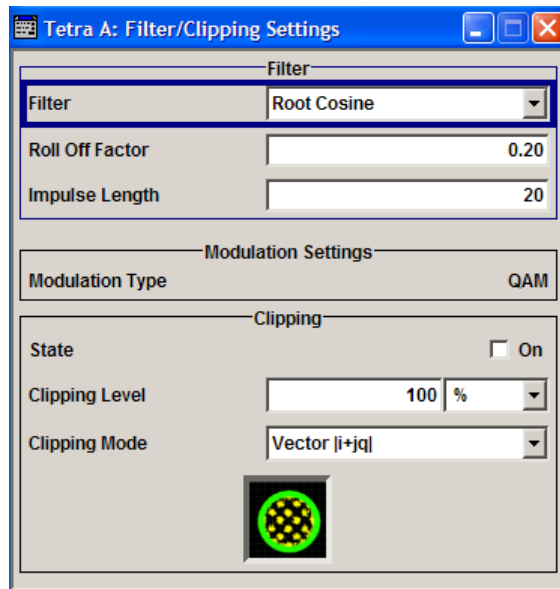 Tetra A: Filter/Clipping Settings
Filter
Filter Root Cosine
Roll Off Factor 0.20
Impulse Length 20
Modulation Settings
Modulation Type QAM
Clipping
State On
Clipping Level 100 %
Clipping Mode Vector |i+jq|